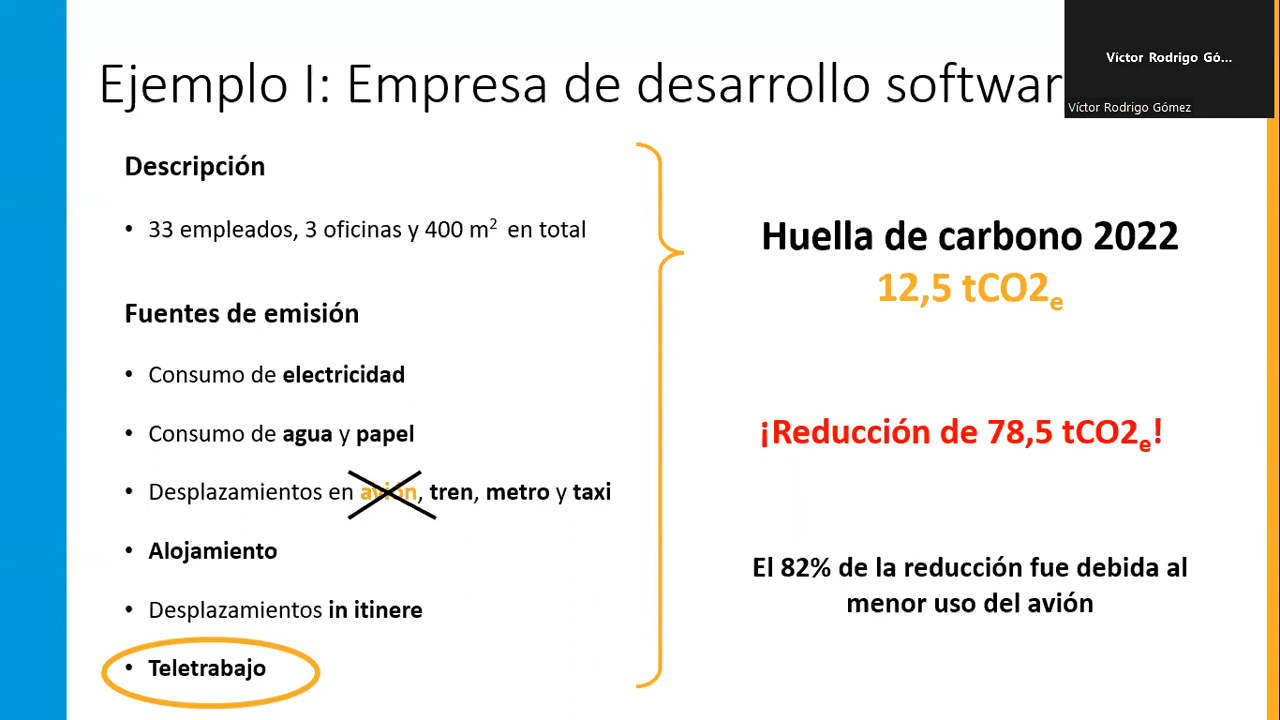 Ejemplo I: Empresa de desarrollo softwar
Víctor Rodrigo Gó...
Víctor Rodrigo Gómez
Descripción
• 33 empleados, 3 oficinas y 400 m² en total
Fuentes de emisión
• Consumo de electricidad
• Consumo de agua y papel
• Desplazamientos en avión, tren, metro y taxi
• Alojamiento
• Desplazamientos in itinere
• Teletrabajo
Huella de carbono 2022
12,5 tCO2e
¡Reducción de 78,5 tCO2e!
El 82% de la reducción fue debida al
menor uso del avión